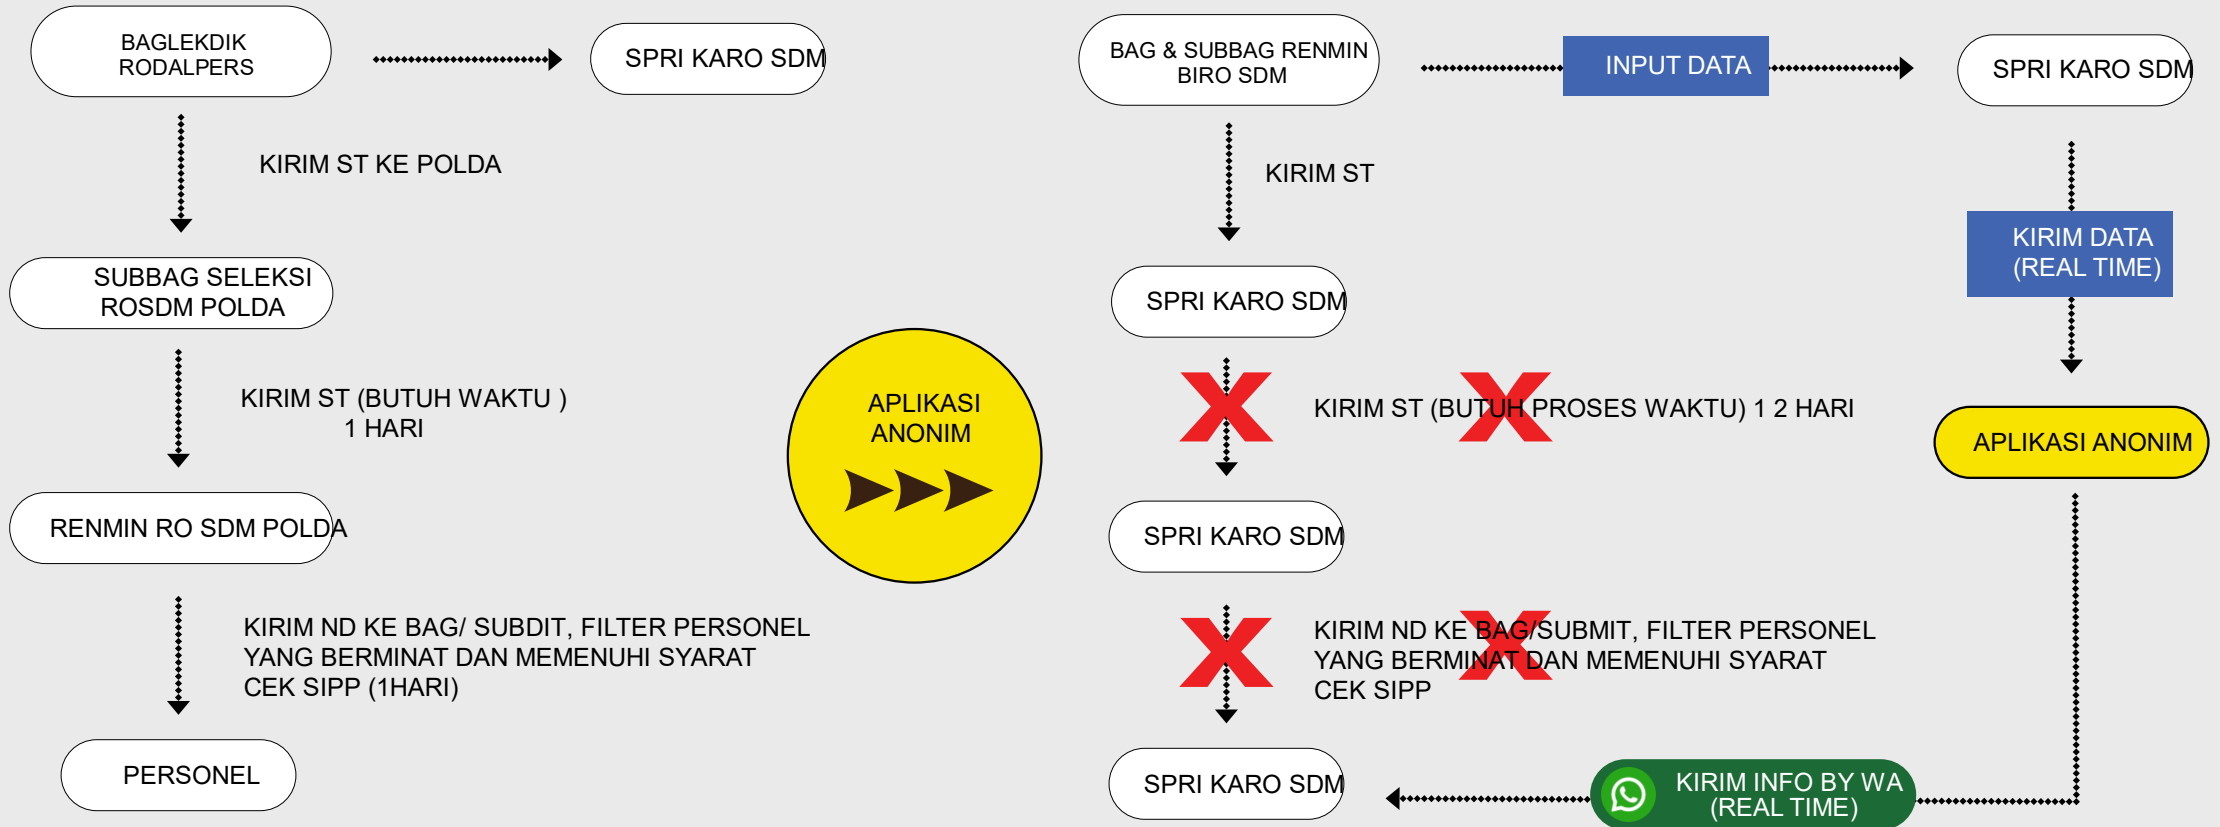 BAGLEKDIK
RODALPERS
SPRI KARO SDM
KIRIM ST KE POLDA
SUBBAG SELEKSI
ROSDM POLDA
KIRIM ST (BUTUH WAKTU )
1 HARI
RENMIN RO SDM POLDA
KIRIM ND KE BAG/ SUBDIT, FILTER PERSONEL
YANG BERMINAT DAN MEMENUHI SYARAT
CEK SIPP (1HARI)
PERSONEL
APLIKASI
ANONIM
BAG & SUBBAG RENMIN
BIRO SDM
INPUT DATA
SPRI KARO SDM
KIRIM ST
SPRI KARO SDM
KIRIM ST (BUTUH PROSES WAKTU) 1 2 HARI
SPRI KARO SDM
KIRIM ND KE BAG/SUBMIT, FILTER PERSONEL
YANG BERMINAT DAN MEMENUHI SYARAT
CEK SIPP
SPRI KARO SDM
KIRIM DATA
(REAL TIME)
APLIKASI ANONIM
KIRIM INFO BY WA
(REAL TIME)